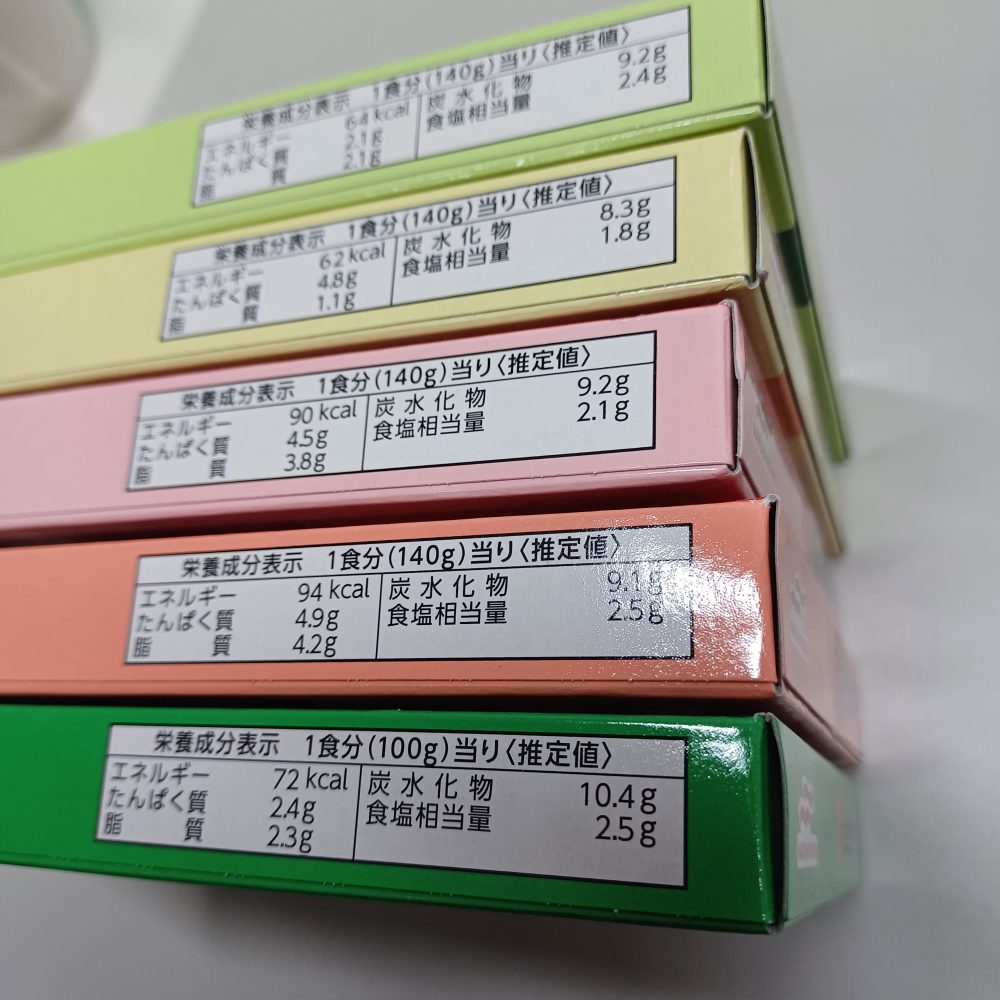 栄養成分表示 1食分(140g)当り〈推定値〉
エネルギー 64kcal 炭水化物 9.2g
たんぱく質 2.1g 食塩相当量 2.4g
脂質 2.1g
栄養成分表示 1食分(140g)当り〈推定値〉
エネルギー 62kcal 炭水化物 8.3g
たんぱく質 4.8g 食塩相当量 1.8g
脂質 1.1g
栄養成分表示 1食分(140g)当り〈推定値〉
エネルギー 90kcal 炭水化物 9.2g
たんぱく質 4.5g 食塩相当量 2.1g
脂質 3.8g
栄養成分表示 1食分(140g)当り〈推定値〉
エネルギー 94kcal 炭水化物 9.1g
たんぱく質 4.9g 食塩相当量 2.5g
脂質 4.2g
栄養成分表示 1食分(100g)当り〈推定値〉
エネルギー 72kcal 炭水化物 10.4g
たんぱく質 2.4g 食塩相当量 2.5g
脂質 2.3g